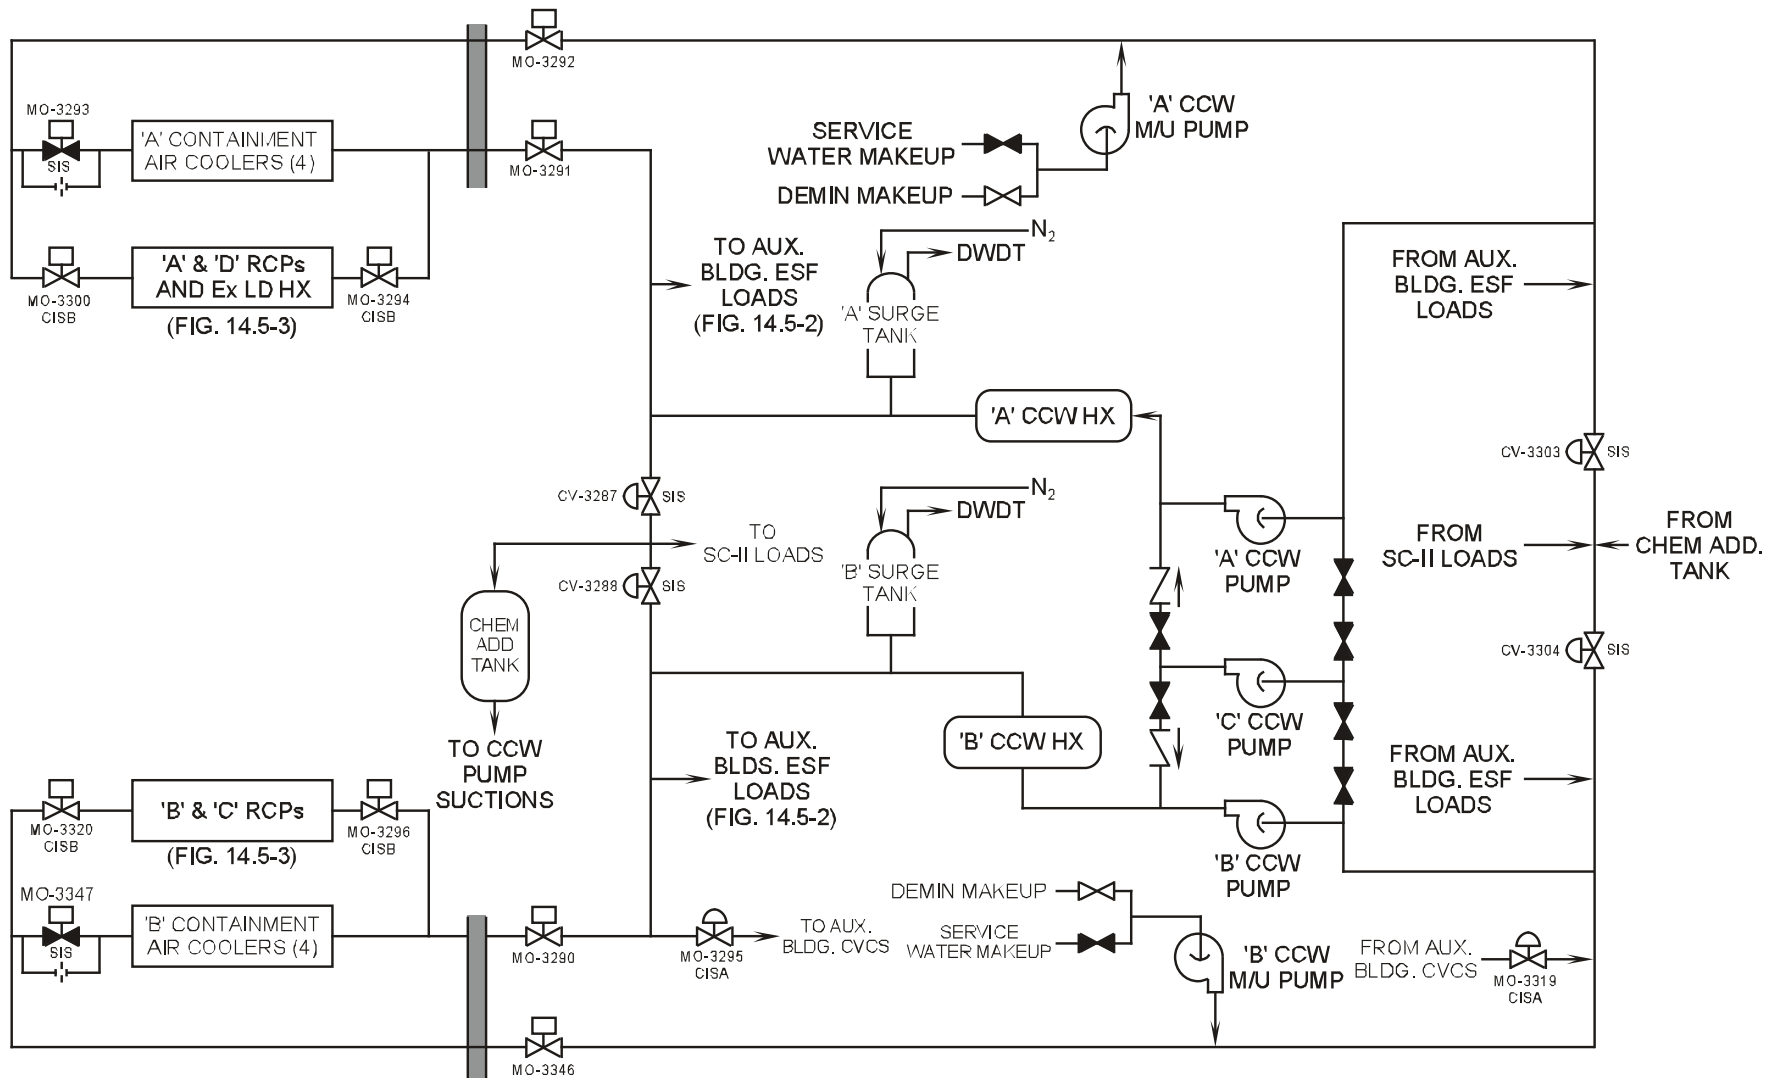 MO-3292
'A' CCW
M/U PUMP
MO-3293
SIS
'A' CONTAINMENT
AIR COOLERS (4)
MO-3291
SERVICE
WATER MAKEUP
DEMIN MAKEUP
MO-3300
CISB
'A' & 'D' RCPs
AND Ex LD HX
(FIG. 14.5-3)
MO-3294
CISB
TO AUX.
BLDG. ESF
LOADS
(FIG. 14.5-2)
N2
DWDT
'A' SURGE
TANK
FROM AUX.
BLDG. ESF
LOADS
'A' CCW HX
CV-3303
SIS
CV-3287
SIS
N2
DWDT
TO
SC-II LOADS
'A' CCW
PUMP
FROM
SC-II LOADS
FROM
CHEM ADD.
TANK
CV-3288
SIS
'B' SURGE
TANK
CHEM
ADD
TANK
CV-3304
SIS
'C' CCW
PUMP
'B' CCW HX
TO CCW
PUMP
SUCTIONS
TO AUX.
BLDS. ESF
LOADS
(FIG. 14.5-2)
FROM AUX.
BLDG. ESF
LOADS
MO-3320
CISB
'B' & 'C' RCPs
(FIG. 14.5-3)
MO-3296
CISB
'B' CCW
PUMP
MO-3347
SIS
'B' CONTAINMENT
AIR COOLERS (4)
MO-3290
MO-3295
CISA
TO AUX.
BLDG. CVCS
DEMIN MAKEUP
SERVICE
WATER MAKEUP
'B' CCW
M/U PUMP
FROM AUX.
BLDG. CVCS
MO-3319
CISA
MO-3346